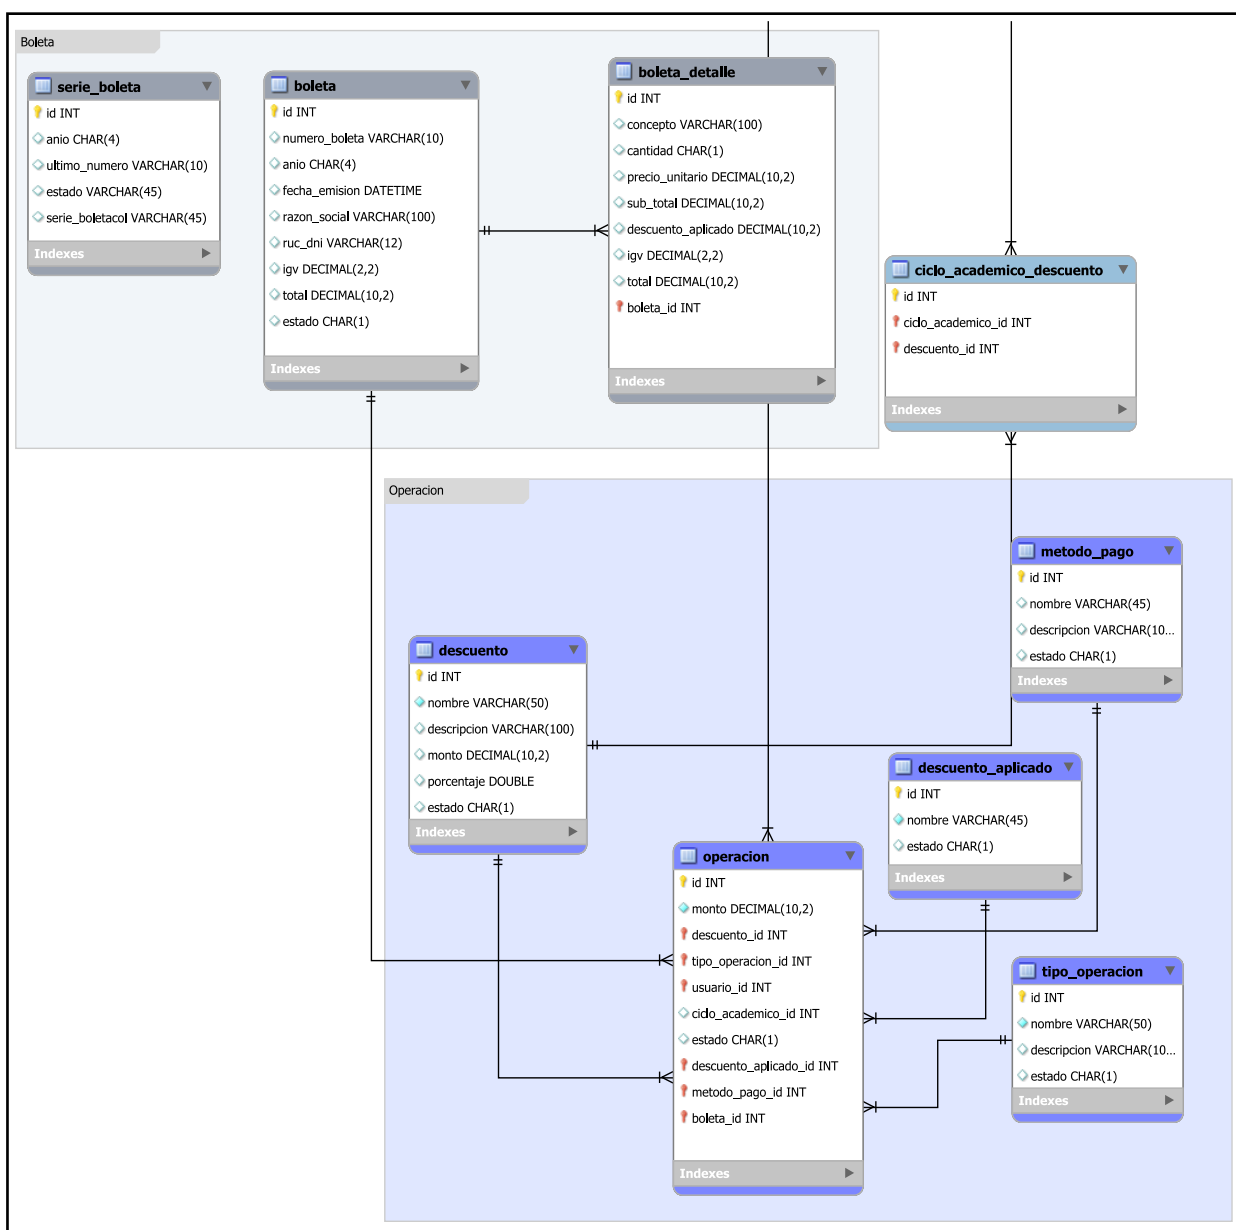 Boleta
serie_boleta
id INT
anio CHAR(4)
ultimo_numero VARCHAR(10)
estado VARCHAR(45)
serie_boletacol VARCHAR(45)
Indexes
boleta
id INT
numero_boleta VARCHAR(10)
anio CHAR(4)
fecha_emision DATETIME
razon_social VARCHAR(100)
ruc_dni VARCHAR(12)
igv DECIMAL(2,2)
total DECIMAL(10,2)
estado CHAR(1)
Indexes
boleta_detalle
id INT
concepto VARCHAR(100)
cantidad CHAR(1)
precio_unitario DECIMAL(10,2)
sub_total DECIMAL(10,2)
descuento_aplicado DECIMAL(10,2)
igv DECIMAL(2,2)
total DECIMAL(10,2)
boleta_id INT
Indexes
ciclo_academico_descuento
id INT
ciclo_academico_id INT
descuento_id INT
Indexes
Operacion
metodo_pago
id INT
nombre VARCHAR(45)
descripcion VARCHAR(10...
estado CHAR(1)
Indexes
descuento
id INT
nombre VARCHAR(50)
descripcion VARCHAR(100)
monto DECIMAL(10,2)
porcentaje DOUBLE
estado CHAR(1)
Indexes
descuento_aplicado
id INT
nombre VARCHAR(45)
estado CHAR(1)
Indexes
operacion
id INT
monto DECIMAL(10,2)
descuento_id INT
tipo_operacion_id INT
usuario_id INT
ciclo_academico_id INT
estado CHAR(1)
descuento_aplicado_id INT
metodo_pago_id INT
boleta_id INT
Indexes
tipo_operacion
id INT
nombre VARCHAR(50)
descripcion VARCHAR(10...
estado CHAR(1)
Indexes